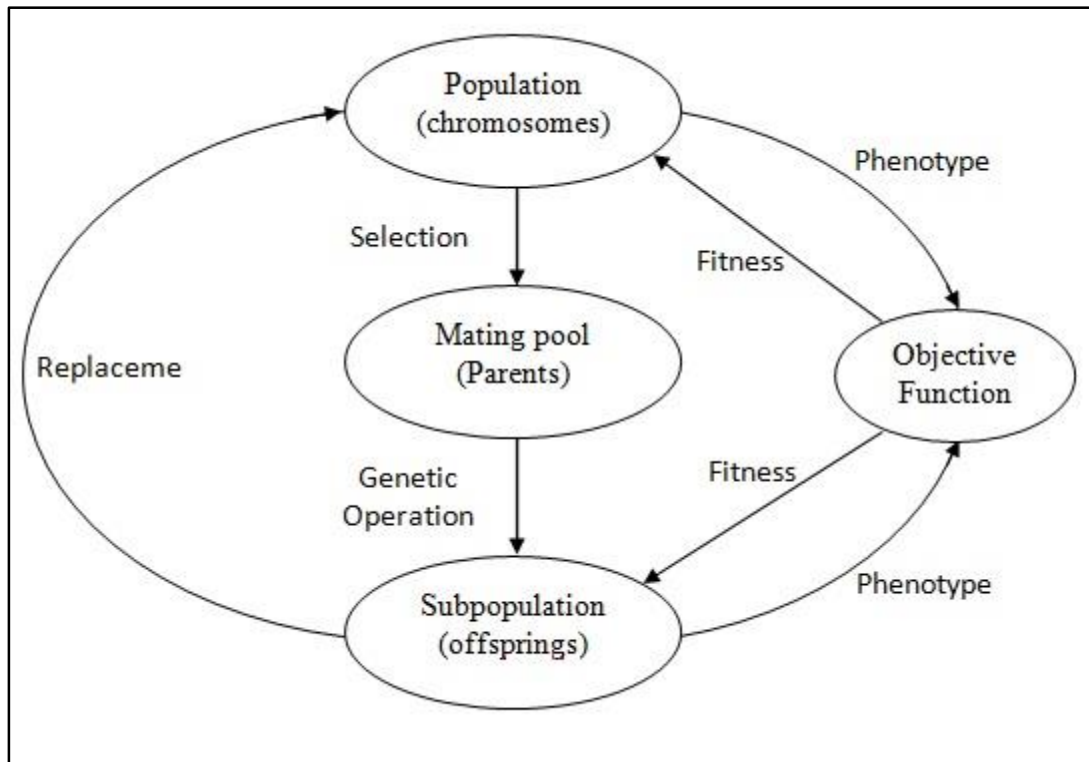 Population
(chromosomes)
Phenotype
Selection
Fitness
Mating pool
(Parents)
Objective
Function
Replaceme
Genetic
Operation
Fitness
Phenotype
Subpopulation
(offsprings)